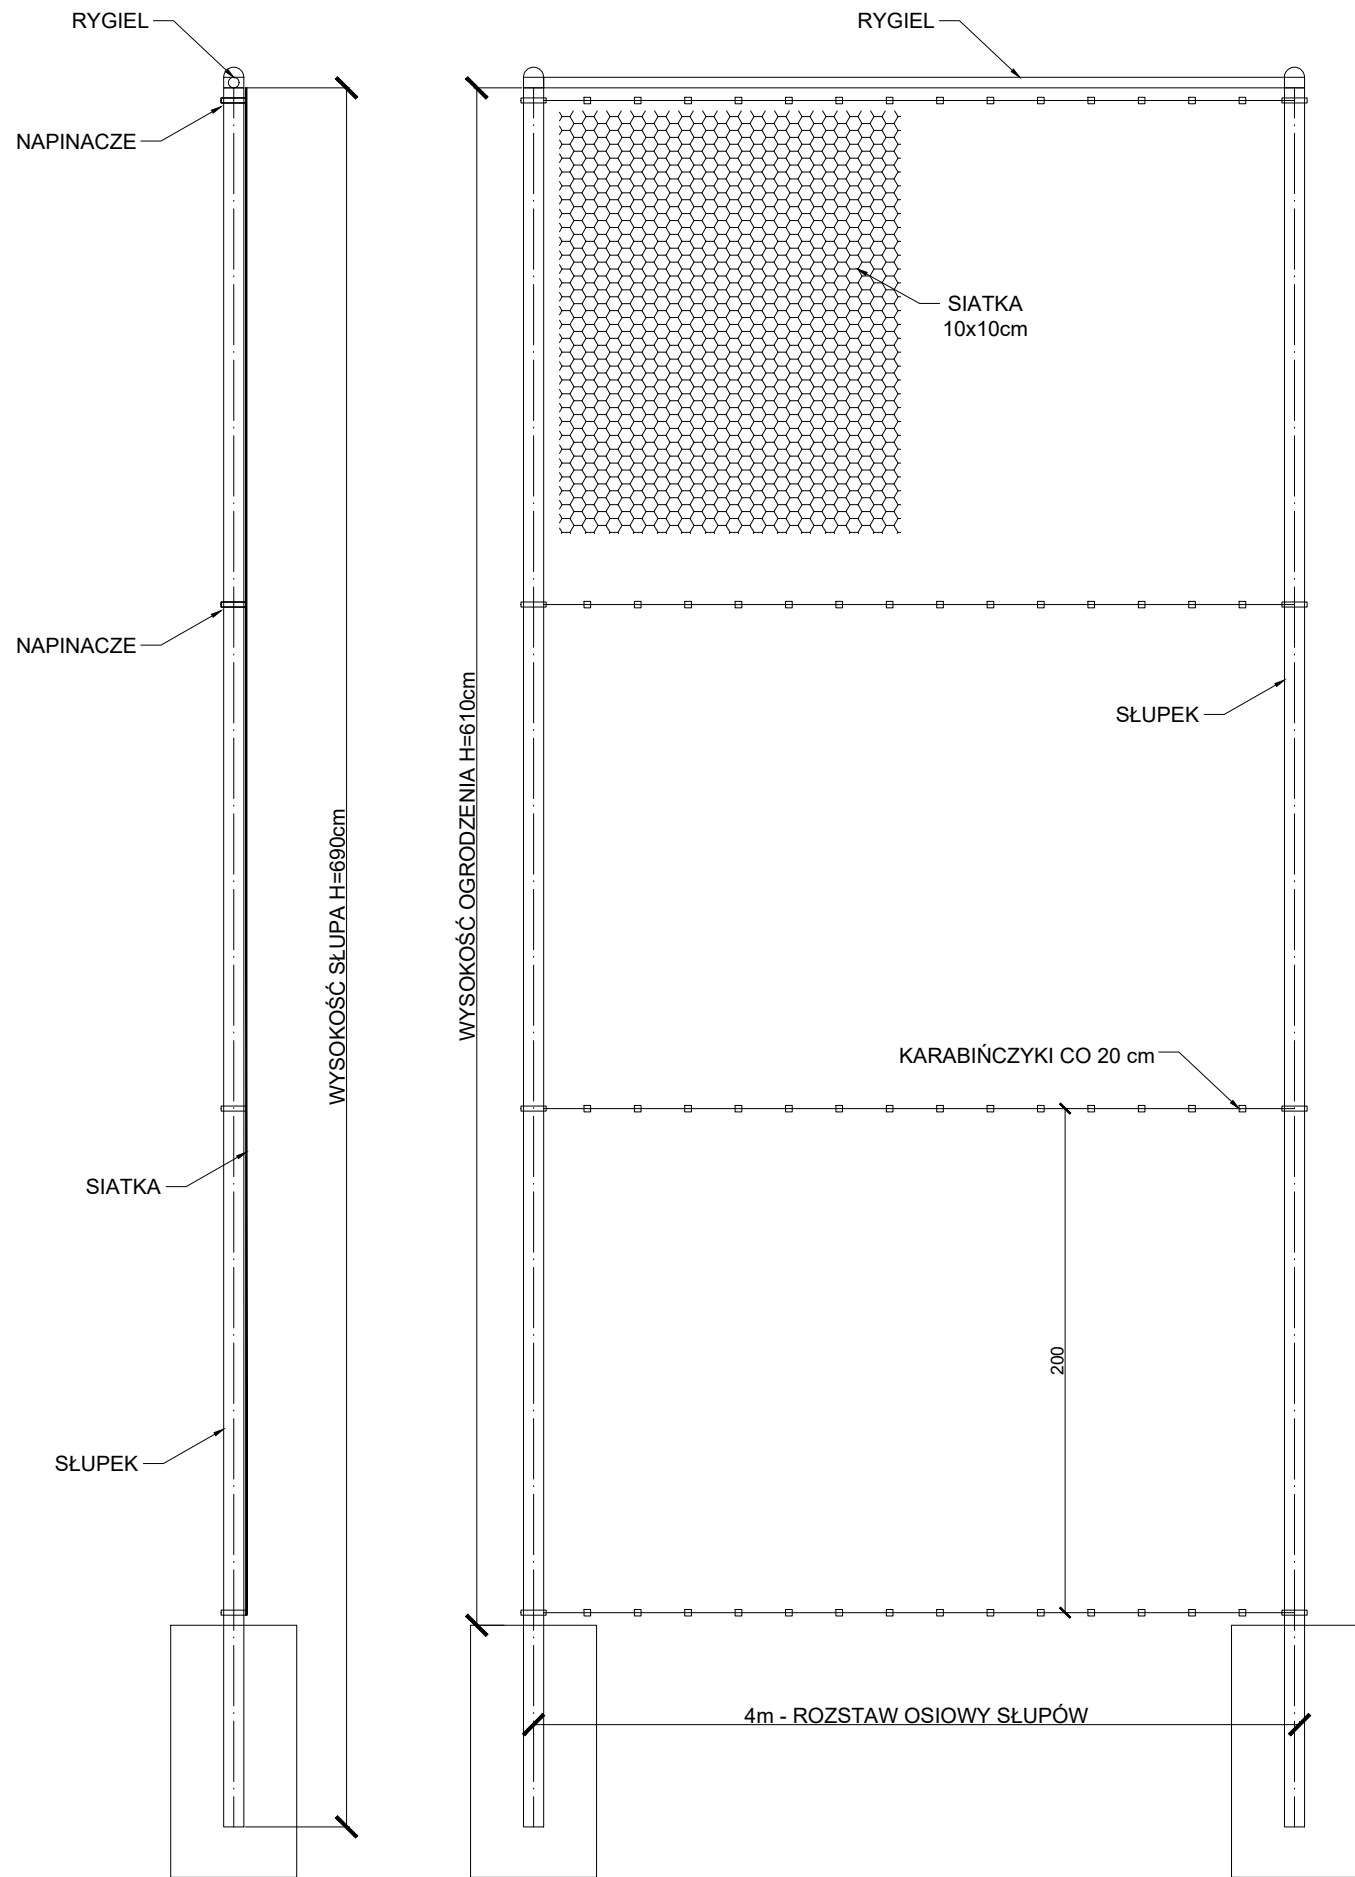 RYGIEL
RYGIEL
NAPINACZE
SIATKA
10x10cm
NAPINACZE
SŁUPEK
WYSOKOŚĆ OGRODZENIA H=610cm
WYSOKOŚĆ SŁUPA H=690cm
KARABIŃCZYKI CO 20 cm
SIATKA
200
SŁUPEK
4m - ROZSTAW OSIOWY SŁUPÓW